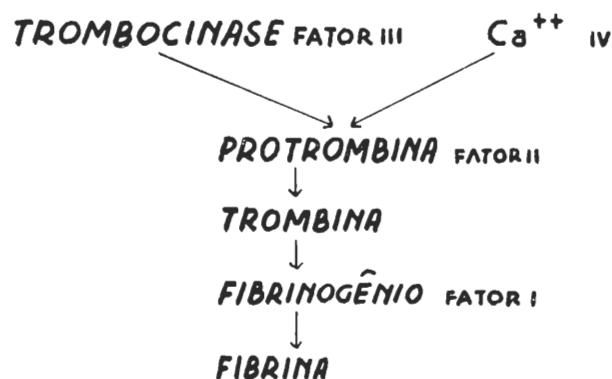 TROMBOCINASE FATOR III Ca++ IV
PROTROMBINA FATOR II
TROMBINA
FIBRINOGÊNIO FATOR I
FIBRINA